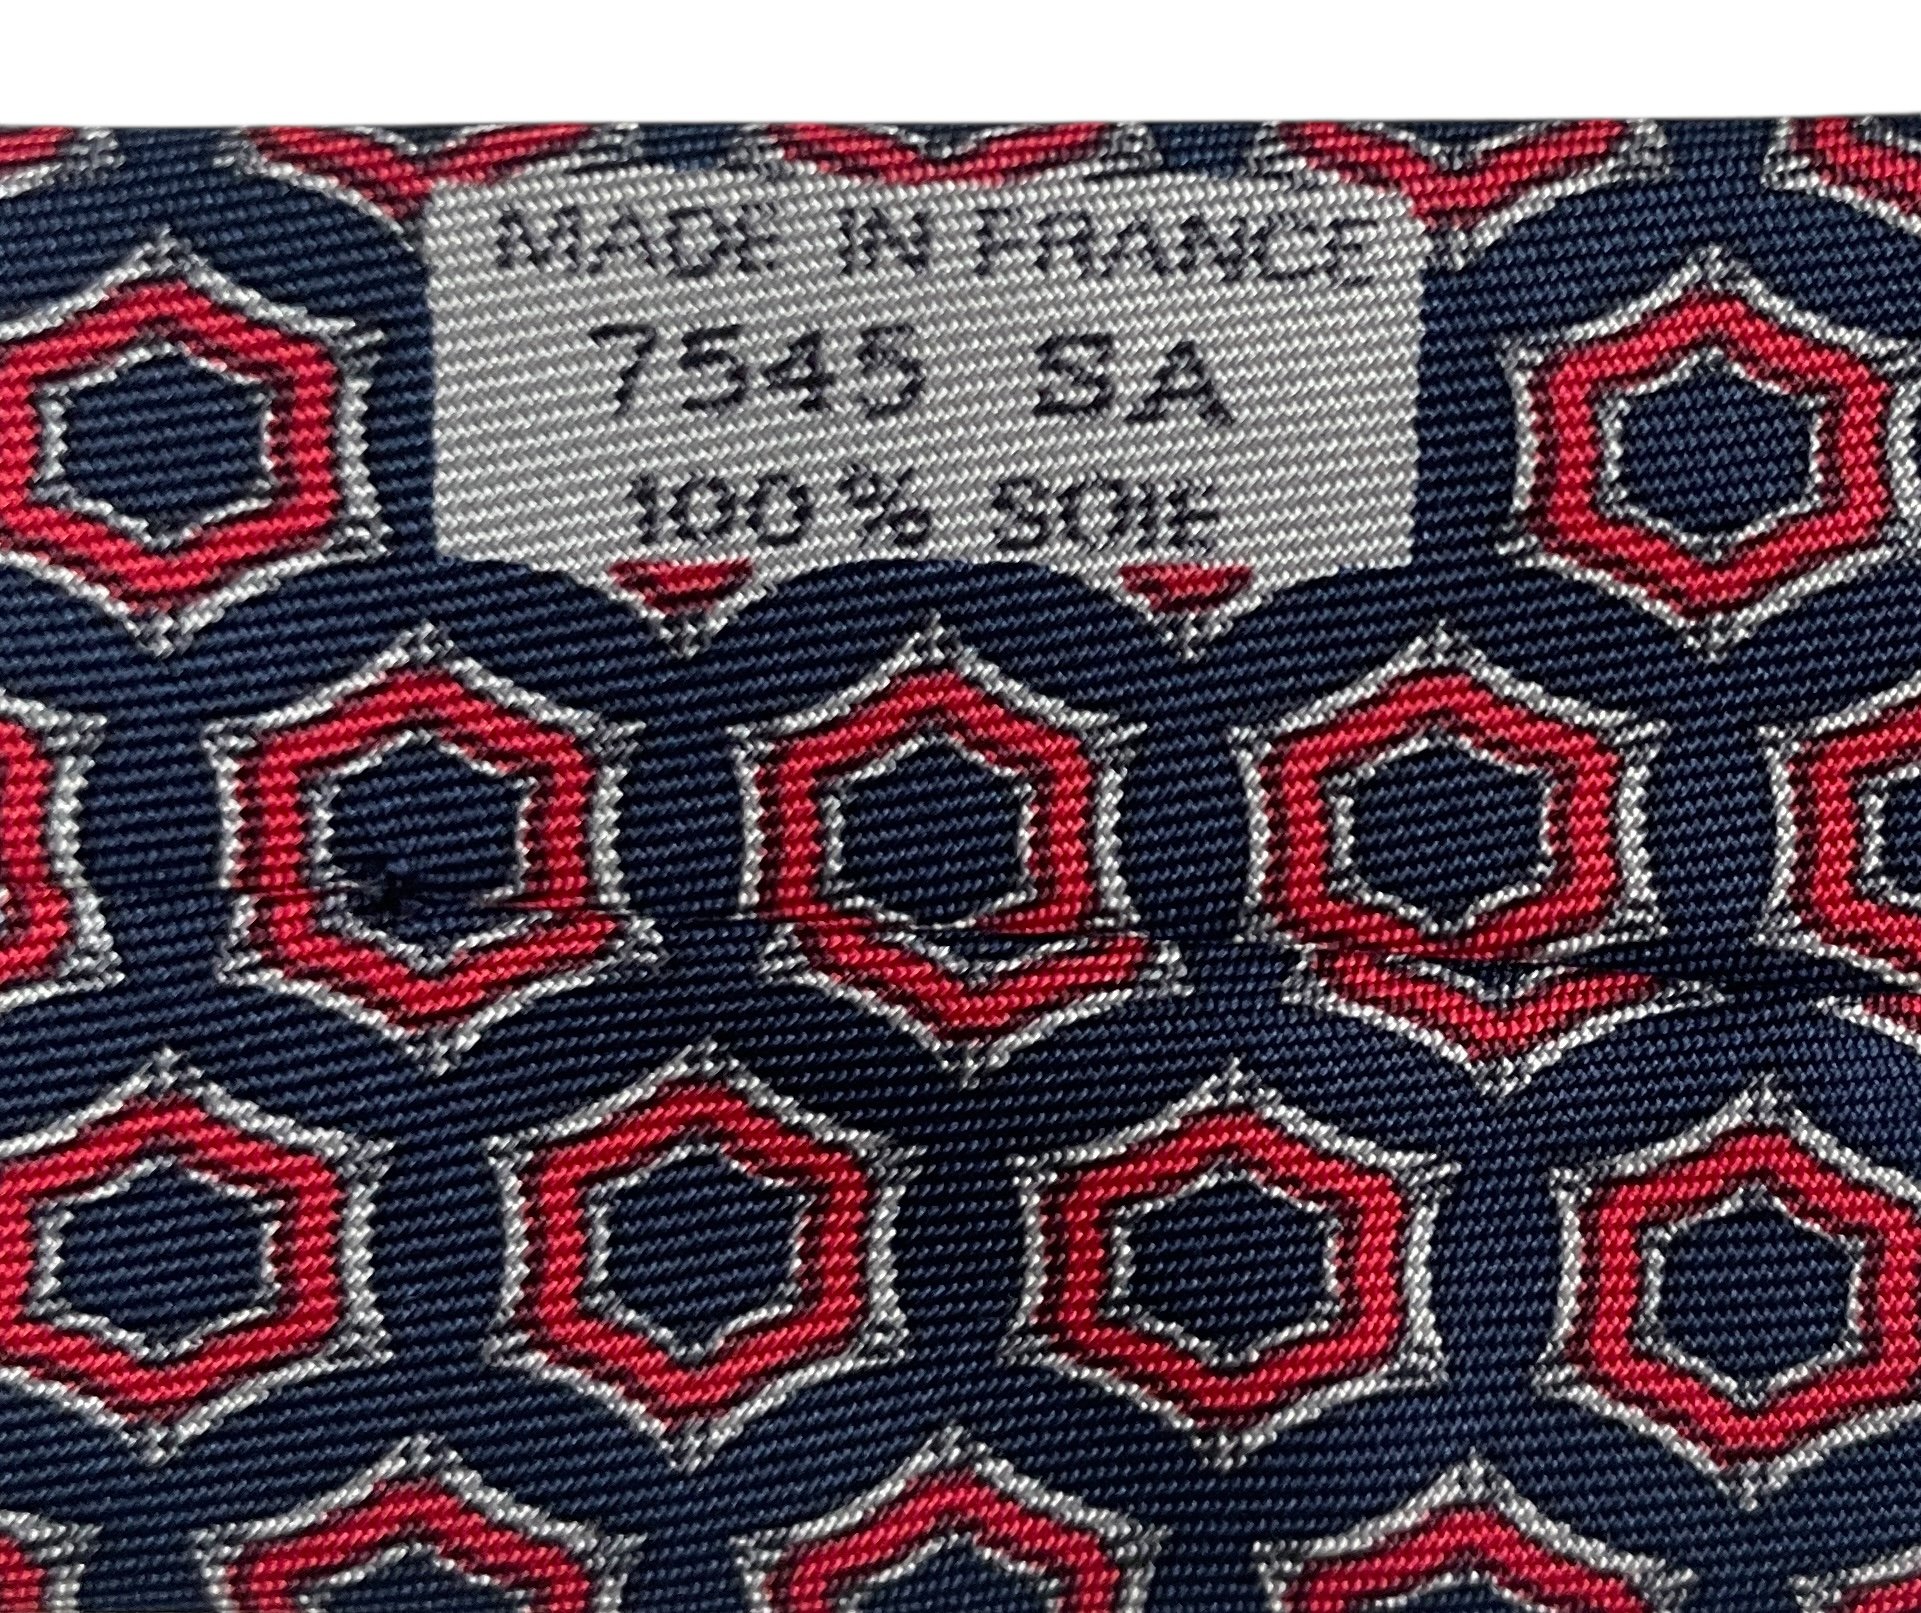 MADE IN FRANCE
7545 SA
100% SOIE